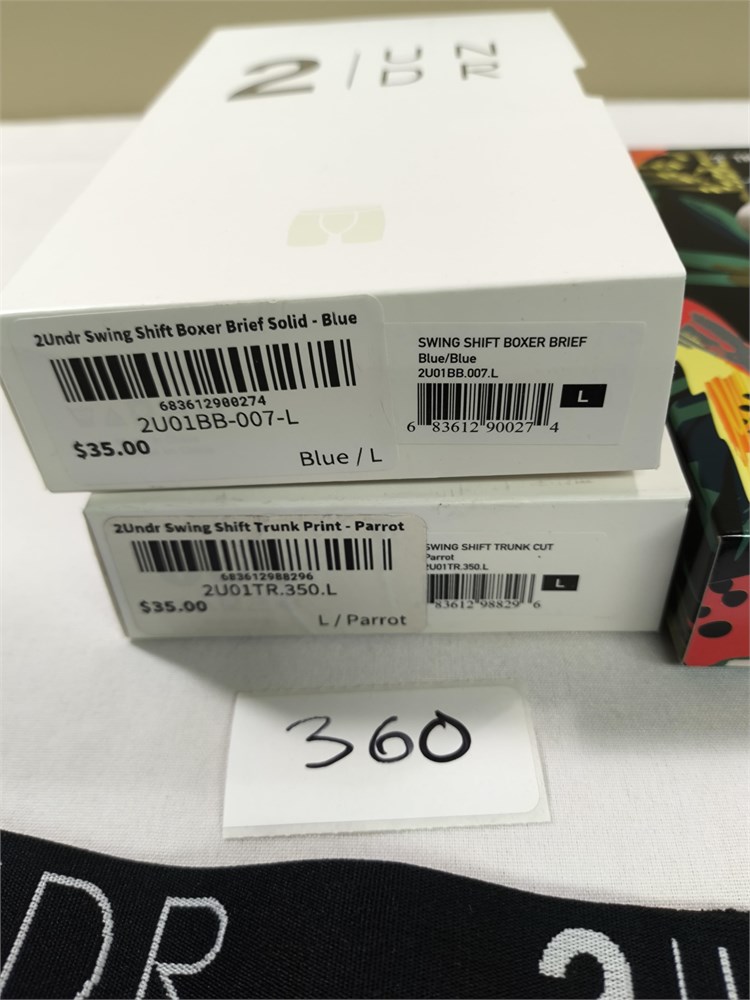 2/UN
DR
2Undr Swing Shift Boxer Brief Solid - Blue
683612900274
2U01BB-007-L
$35.00
Blue / L
SWING SHIFT BOXER BRIEF
Blue/Blue
2U01BB.007.L
L
6 83612 90027 4
2Undr Swing Shift Trunk Print - Parrot
683612988296
2U01TR.350.L
$35.00
L / Parrot
SWING SHIFT TRUNK CUT
Parrot
2U01TR.350.L
L
83612 98829 6
360
DR
2